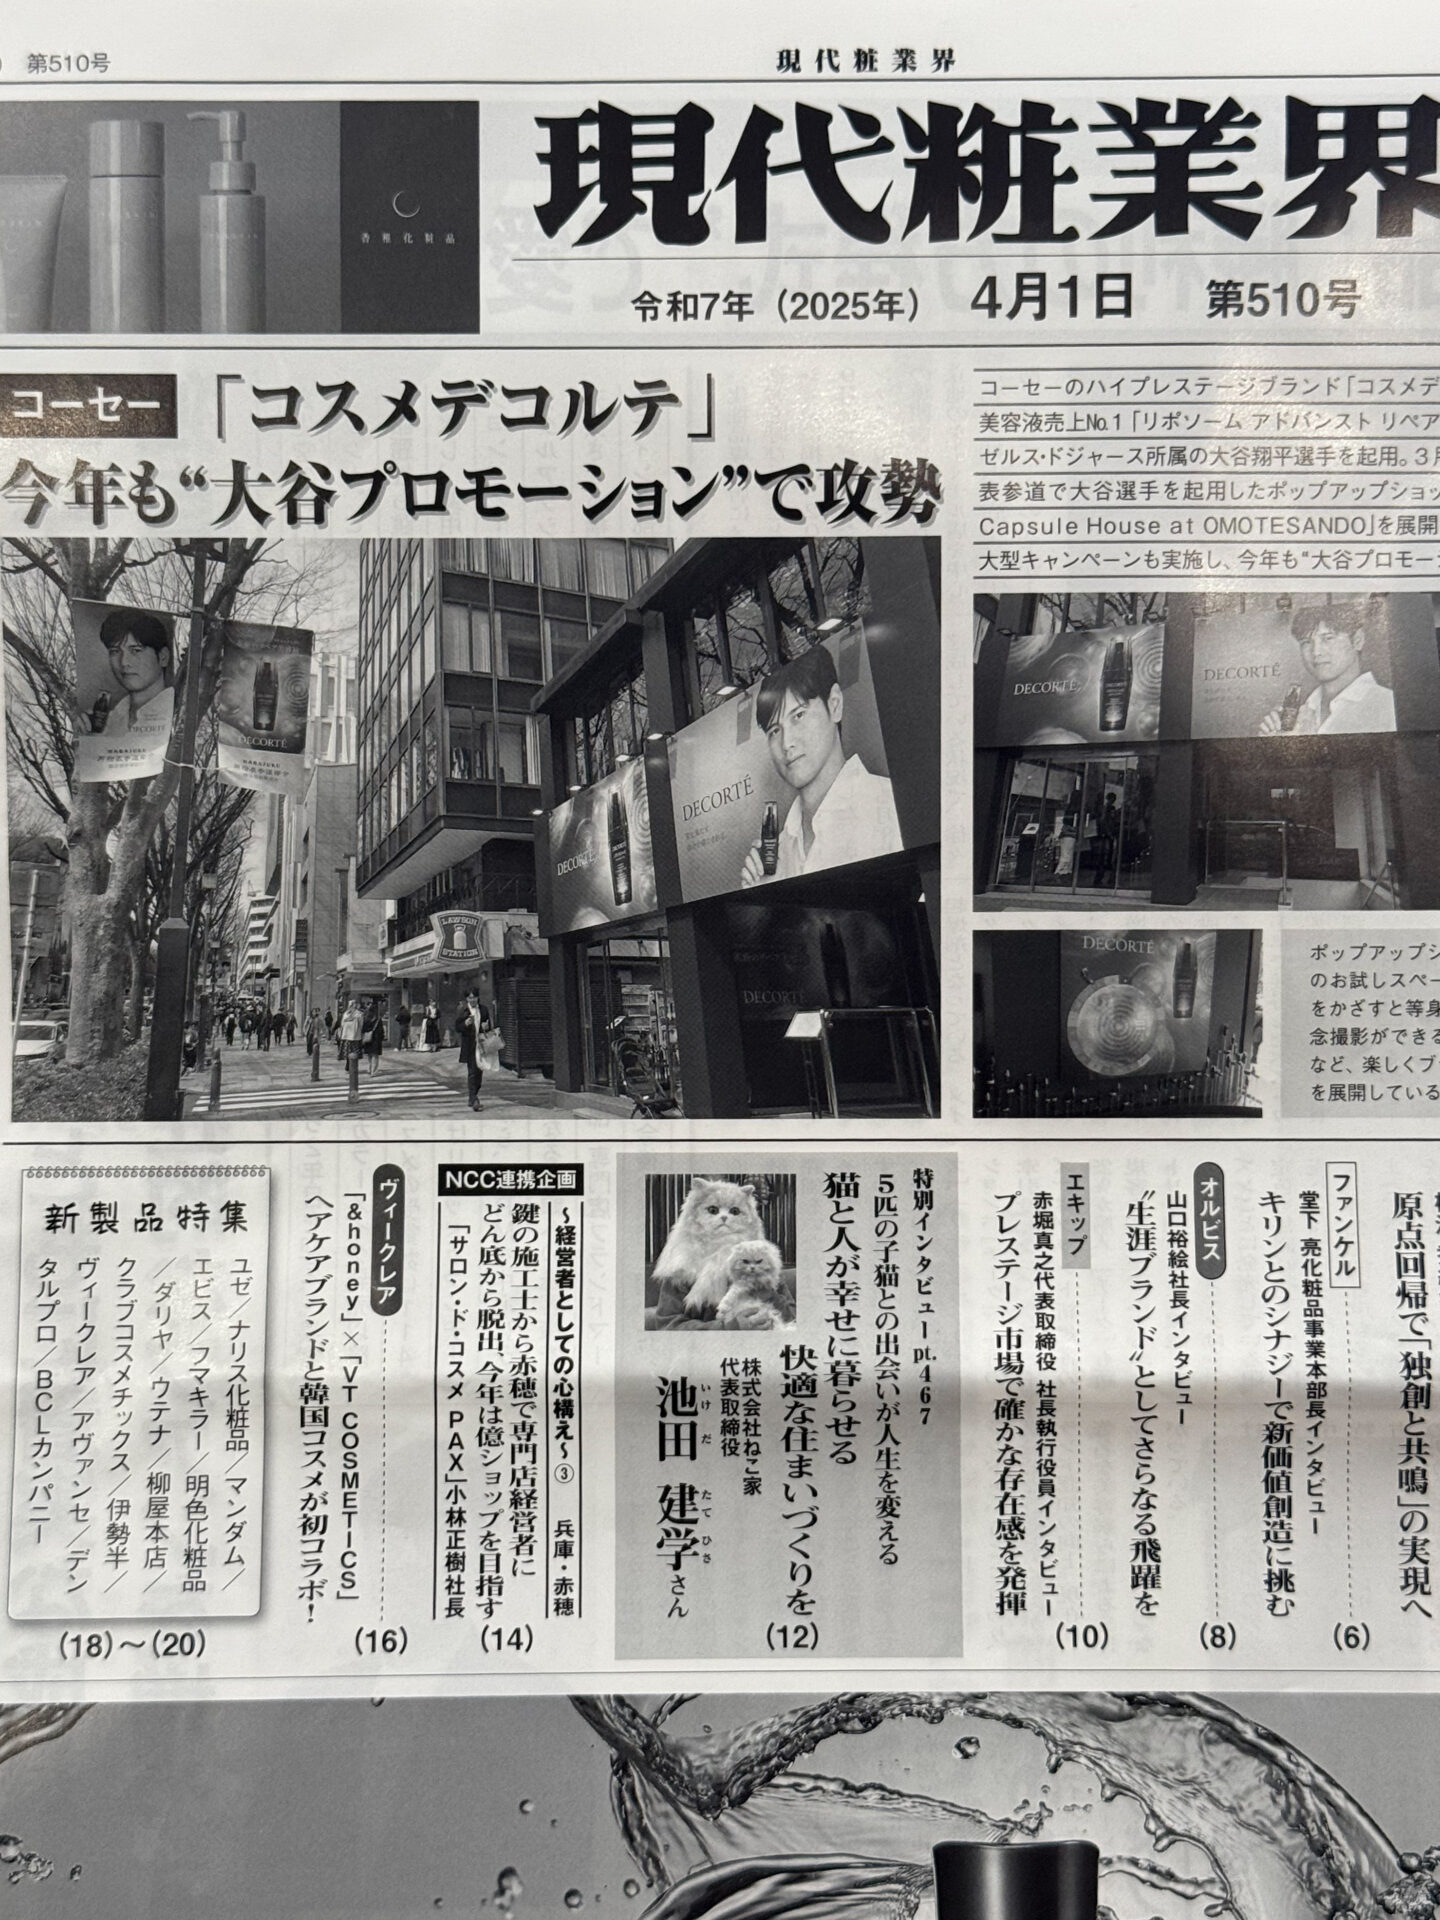 第510号
現代粧業界
現代粧業界
香椎化粧品
令和7年（2025年） 4月1日 第510号
コーセー
「コスメデコルテ」
今年も“大谷プロモーション”で攻勢
コーセーのハイプレステージブランド「コスメデ
美容液売上No.1「リポソーム アドバンスト リペア
ゼルス・ドジャース所属の大谷翔平選手を起用。3月
表参道で大谷選手を起用したポップアップショッ
Capsule House at OMOTESANDO」を展開
大型キャンペーンも実施し、今年も“大谷プロモー
DECORTÉ
HARAJUKU
原宿表参道欅会
DECORTÉ
HARAJUKU
原宿表参道欅会
DECORTÉ
DECORTÉ
LAWSON
STATION
DECORTÉ
DECORTÉ
DECORTÉ
DECORTÉ
ポップアップシ
のお試しスペー
をかざすと等身
念撮影ができる
など、楽しくブ
を展開している
原点回帰で「独創と共鳴」の実現へ
ファンケル
堂下 亮化粧品事業本部長インタビュー
キリンとのシナジーで新価値創造に挑む
(6)
オルビス
山口裕絵社長インタビュー
“生涯ブランド”としてさらなる飛躍を
(8)
エキップ
赤堀真之代表取締役 社長執行役員インタビュー
プレステージ市場で確かな存在感を発揮
(10)
特別インタビューpt.467
5匹の子猫との出会いが人生を変える
猫と人が幸せに暮らせる
快適な住まいづくりを
株式会社ねこ家
代表取締役
池田 建学さん
いけだ たてひさ
(12)
NCC連携企画
～経営者としての心構え～③ 兵庫・赤穂
鍵の施工士から赤穂で専門店経営者に
どん底から脱出、今年は億ショップを目指す
「サロン・ド・コスメ PAX」小林正樹社長
(14)
ヴィークレア
「&honey」×「VT COSMETICS」
ヘアケアブランドと韓国コスメが初コラボ！
(16)
新製品特集
ユゼ／ナリス化粧品／マンダム／
エビス／フマキラー／明色化粧品
／ダリヤ／ウテナ／柳屋本店／
クラブコスメチックス／伊勢半／
ヴィークレア／アヴァンセ／デン
タルプロ／BCLカンパニー
(18)～(20)